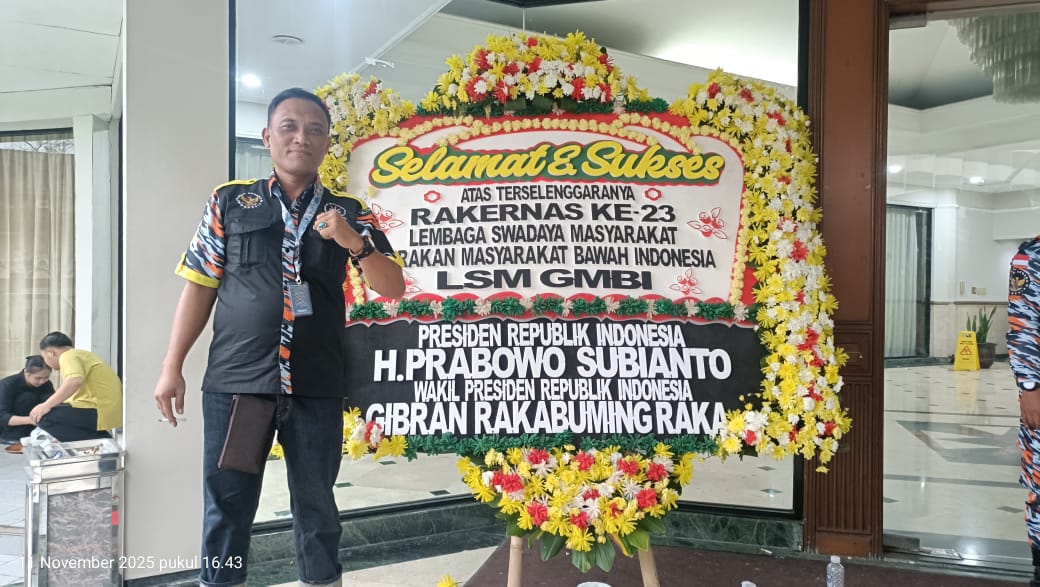 Selamat & Sukses
ATAS TERSELENGGARANYA
RAKERNAS KE-23
LEMBAGA SWADAYA MASYARAKAT
RAKAN MASYARAKAT BAWAH INDONESIA
LSM GMBI
PRESIDEN REPUBLIK INDONESIA
H.PRABOWO SUBIANTO
WAKIL PRESIDEN REPUBLIK INDONESIA
GIBRAN RAKABUMING RAKA
11 November 2025 pukul 16.43